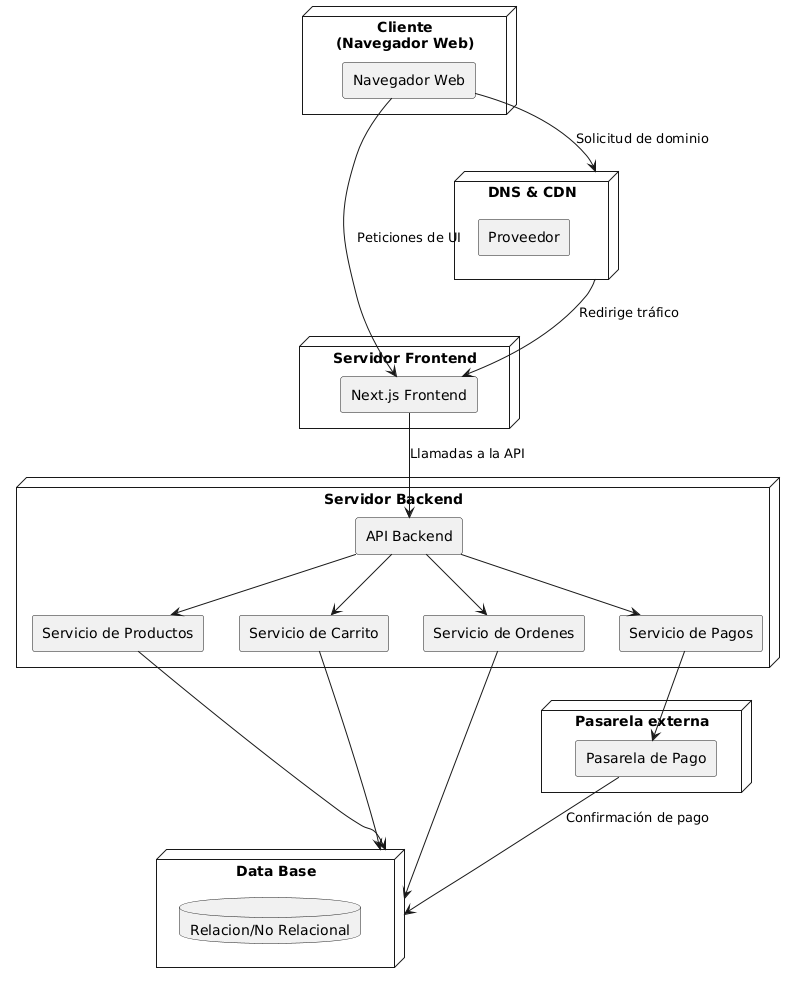 Cliente
(Navegador Web)
Navegador Web
Solicitud de dominio
DNS & CDN
Proveedor
Peticiones de UI
Redirige tráfico
Servidor Frontend
Next.js Frontend
Llamadas a la API
Servidor Backend
API Backend
Servicio de Productos
Servicio de Carrito
Servicio de Ordenes
Servicio de Pagos
Pasarela externa
Pasarela de Pago
Confirmación de pago
Data Base
Relacion/No Relacional